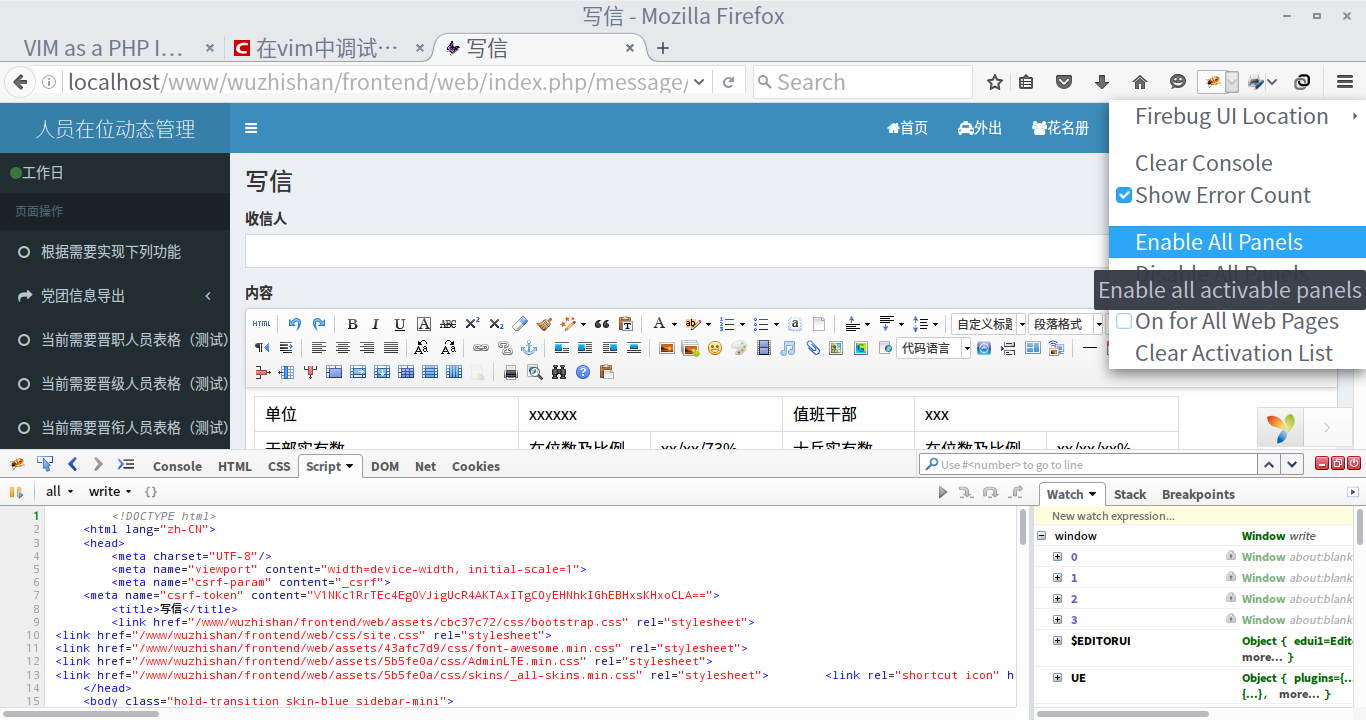 写信 - Mozilla Firefox
VIM as a PHP I… × 在vim中调试… × 写信 × +
localhost/www/wuzhishan/frontend/web/index.php/message/ Search
人员在位动态管理 首页 外出 花名册
工作日
页面操作
根据需要实现下列功能
党团信息导出
当前需要晋职人员表格（测试）
当前需要晋级人员表格（测试）
当前需要晋衔人员表格（测试）
写信
收信人
内容
HTML B I U A ABC X² X₂ A ab 自定义标题 段落格式
代码语言
单位 xxxxxx 值班干部 xxx
干部实有数 在位数及比例 xx/xx/73% 士兵实有数 在位数及比例 xx/xx/xx%
Firebug UI Location
Clear Console
Show Error Count
Enable All Panels
Disable All Panels
Enable all activable panels
On for All Web Pages
Clear Activation List
Console HTML CSS Script DOM Net Cookies Use #<number> to go to line
all write {} Watch Stack Breakpoints
1 <!DOCTYPE html>
2 <html lang="zh-CN">
3 <head>
4 <meta charset="UTF-8"/>
5 <meta name="viewport" content="width=device-width, initial-scale=1">
6 <meta name="csrf-param" content="_csrf">
7 <meta name="csrf-token" content="V1NKc1RrTEc4Eg0VJigUcR4AKTAxITgCOyEHNhkIGhEBHxsKHxoCLA==">
8 <title>写信</title>
9 <link href="/www/wuzhishan/frontend/web/assets/cbc37c72/css/bootstrap.css" rel="stylesheet">
10 <link href="/www/wuzhishan/frontend/web/css/site.css" rel="stylesheet">
11 <link href="/www/wuzhishan/frontend/web/assets/43afc7d9/css/font-awesome.min.css" rel="stylesheet">
12 <link href="/www/wuzhishan/frontend/web/assets/5b5fe0a/css/AdminLTE.min.css" rel="stylesheet">
13 <link href="/www/wuzhishan/frontend/web/assets/5b5fe0a/css/skins/_all-skins.min.css" rel="stylesheet"> <link rel="shortcut icon" h
14 </head>
15 <body class="hold-transition skin-blue sidebar-mini">
New watch expression...
window Window write
0 Window about:blank
1 Window about:blank
2 Window about:blank
3 Window about:blank
$EDITORUI Object { edui1=Edit
more... }
UE Object { plugins={...
{...}, more... }